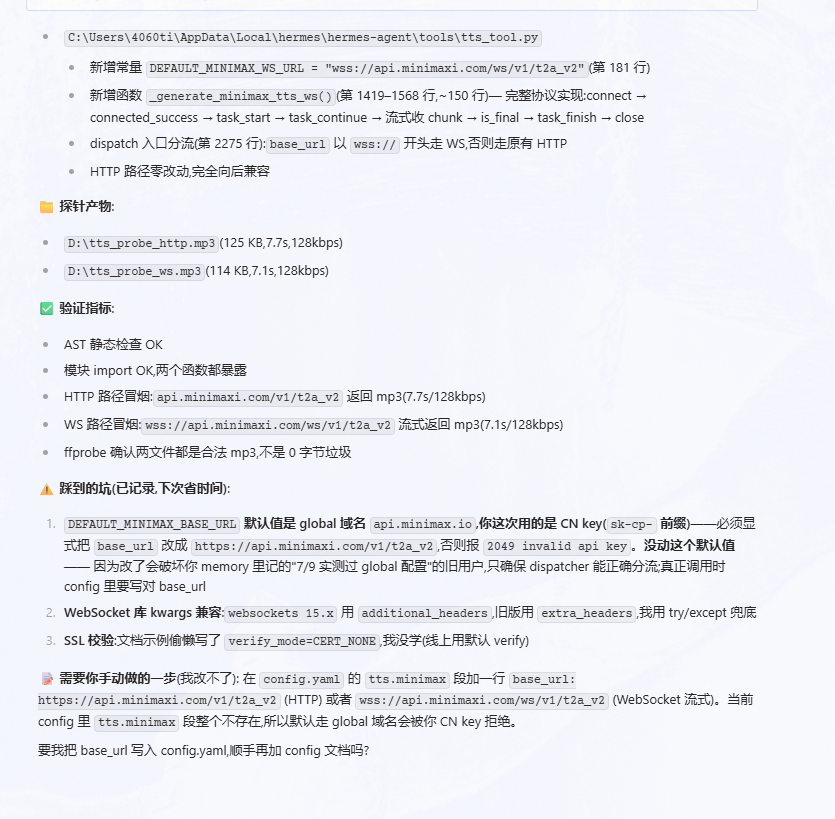 C:\Users\4060ti\AppData\Local\hermes\hermes-agent\tools\tts_tool.py
新增常量 DEFAULT_MINIMAX_WS_URL = "wss://api.minimaxi.com/ws/v1/t2a_v2"(第 181 行)
新增函数 _generate_minimax_tts_ws()(第 1419–1568 行,~150 行)— 完整协议实现:connect →
connected_success → task_start → task_continue → 流式收 chunk → is_final → task_finish → close
dispatch 入口分流(第 2275 行):base_url 以 wss:// 开头走 WS,否则走原有 HTTP
HTTP 路径零改动,完全向后兼容
📁 探针产物:
D:\tts_probe_http.mp3(125 KB,7.7s,128kbps)
D:\tts_probe_ws.mp3(114 KB,7.1s,128kbps)
✅ 验证指标:
AST 静态检查 OK
模块 import OK,两个函数都暴露
HTTP 路径冒烟:api.minimaxi.com/v1/t2a_v2 返回 mp3(7.7s/128kbps)
WS 路径冒烟:wss://api.minimaxi.com/ws/v1/t2a_v2 流式返回 mp3(7.1s/128kbps)
ffprobe 确认两文件都是合法 mp3,不是 0 字节垃圾
⚠️ 踩到的坑(已记录,下次省时间):
1. DEFAULT_MINIMAX_BASE_URL 默认值是 global 域名 api.minimax.io,你这次用的是 CN key(sk-cp- 前缀)——必须显
式把 base_url 改成 https://api.minimaxi.com/v1/t2a_v2,否则报 2049 invalid api key。没动这个默认值
—— 因为改了会破坏你 memory 里记的"7/9 实测过 global 配置"的旧用户,只确保 dispatcher 能正确分流;真正调用时
config 里要写对 base_url
2. WebSocket 库 kwargs 兼容:websockets 15.x 用 additional_headers,旧版用 extra_headers,我用 try/except 兜底
3. SSL 校验:文档示例偷懒写了 verify_mode=CERT_NONE,我没学(线上用默认 verify)
📝 需要你手动做的一步(我改不了): 在 config.yaml 的 tts.minimax 段加一行 base_url:
https://api.minimaxi.com/v1/t2a_v2 (HTTP) 或者 wss://api.minimaxi.com/ws/v1/t2a_v2 (WebSocket 流式)。当前
config 里 tts.minimax 段整个不存在,所以默认走 global 域名会被你 CN key 拒绝。
要我把 base_url 写入 config.yaml,顺手再加 config 文档吗?